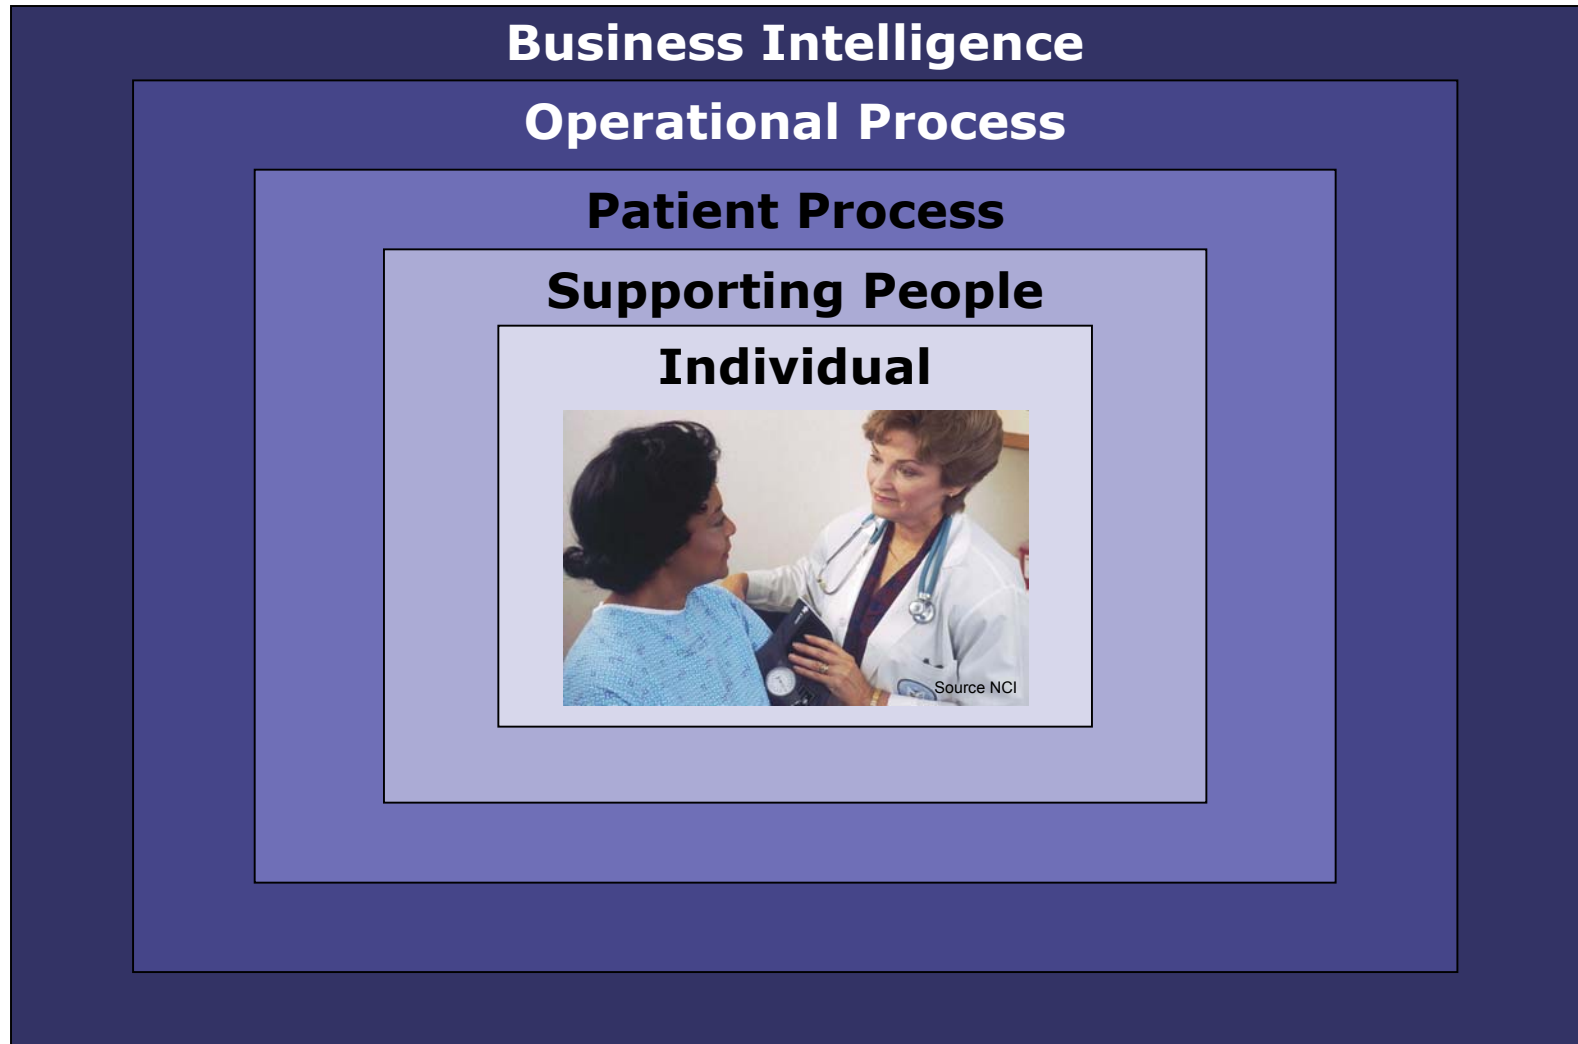 Business Intelligence
Operational Process
Patient Process
Supporting People
Individual
Source NCI